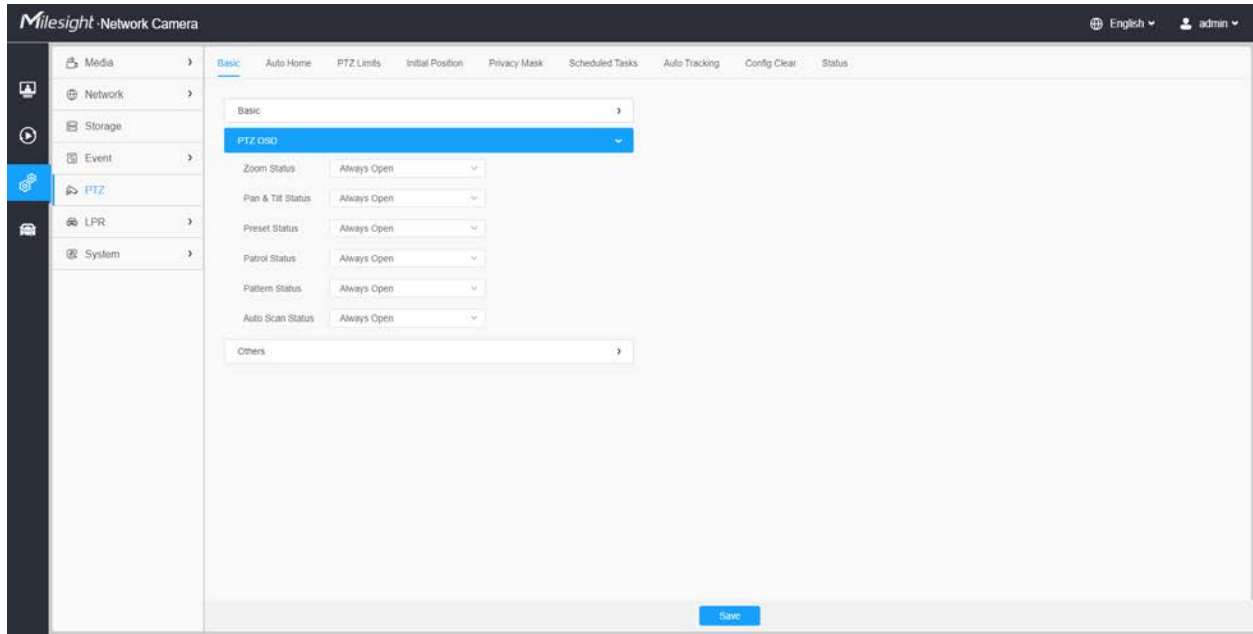 Milesight ·Network Camera
English
admin
Media
Network
Storage
Event
PTZ
LPR
System
Basic Auto Home PTZ Limits Initial Position Privacy Mask Scheduled Tasks Auto Tracking Config Clear Status
Basic
PTZ OSD
Zoom Status Always Open
Pan & Tilt Status Always Open
Preset Status Always Open
Patrol Status Always Open
Pattern Status Always Open
Auto Scan Status Always Open
Others
Save